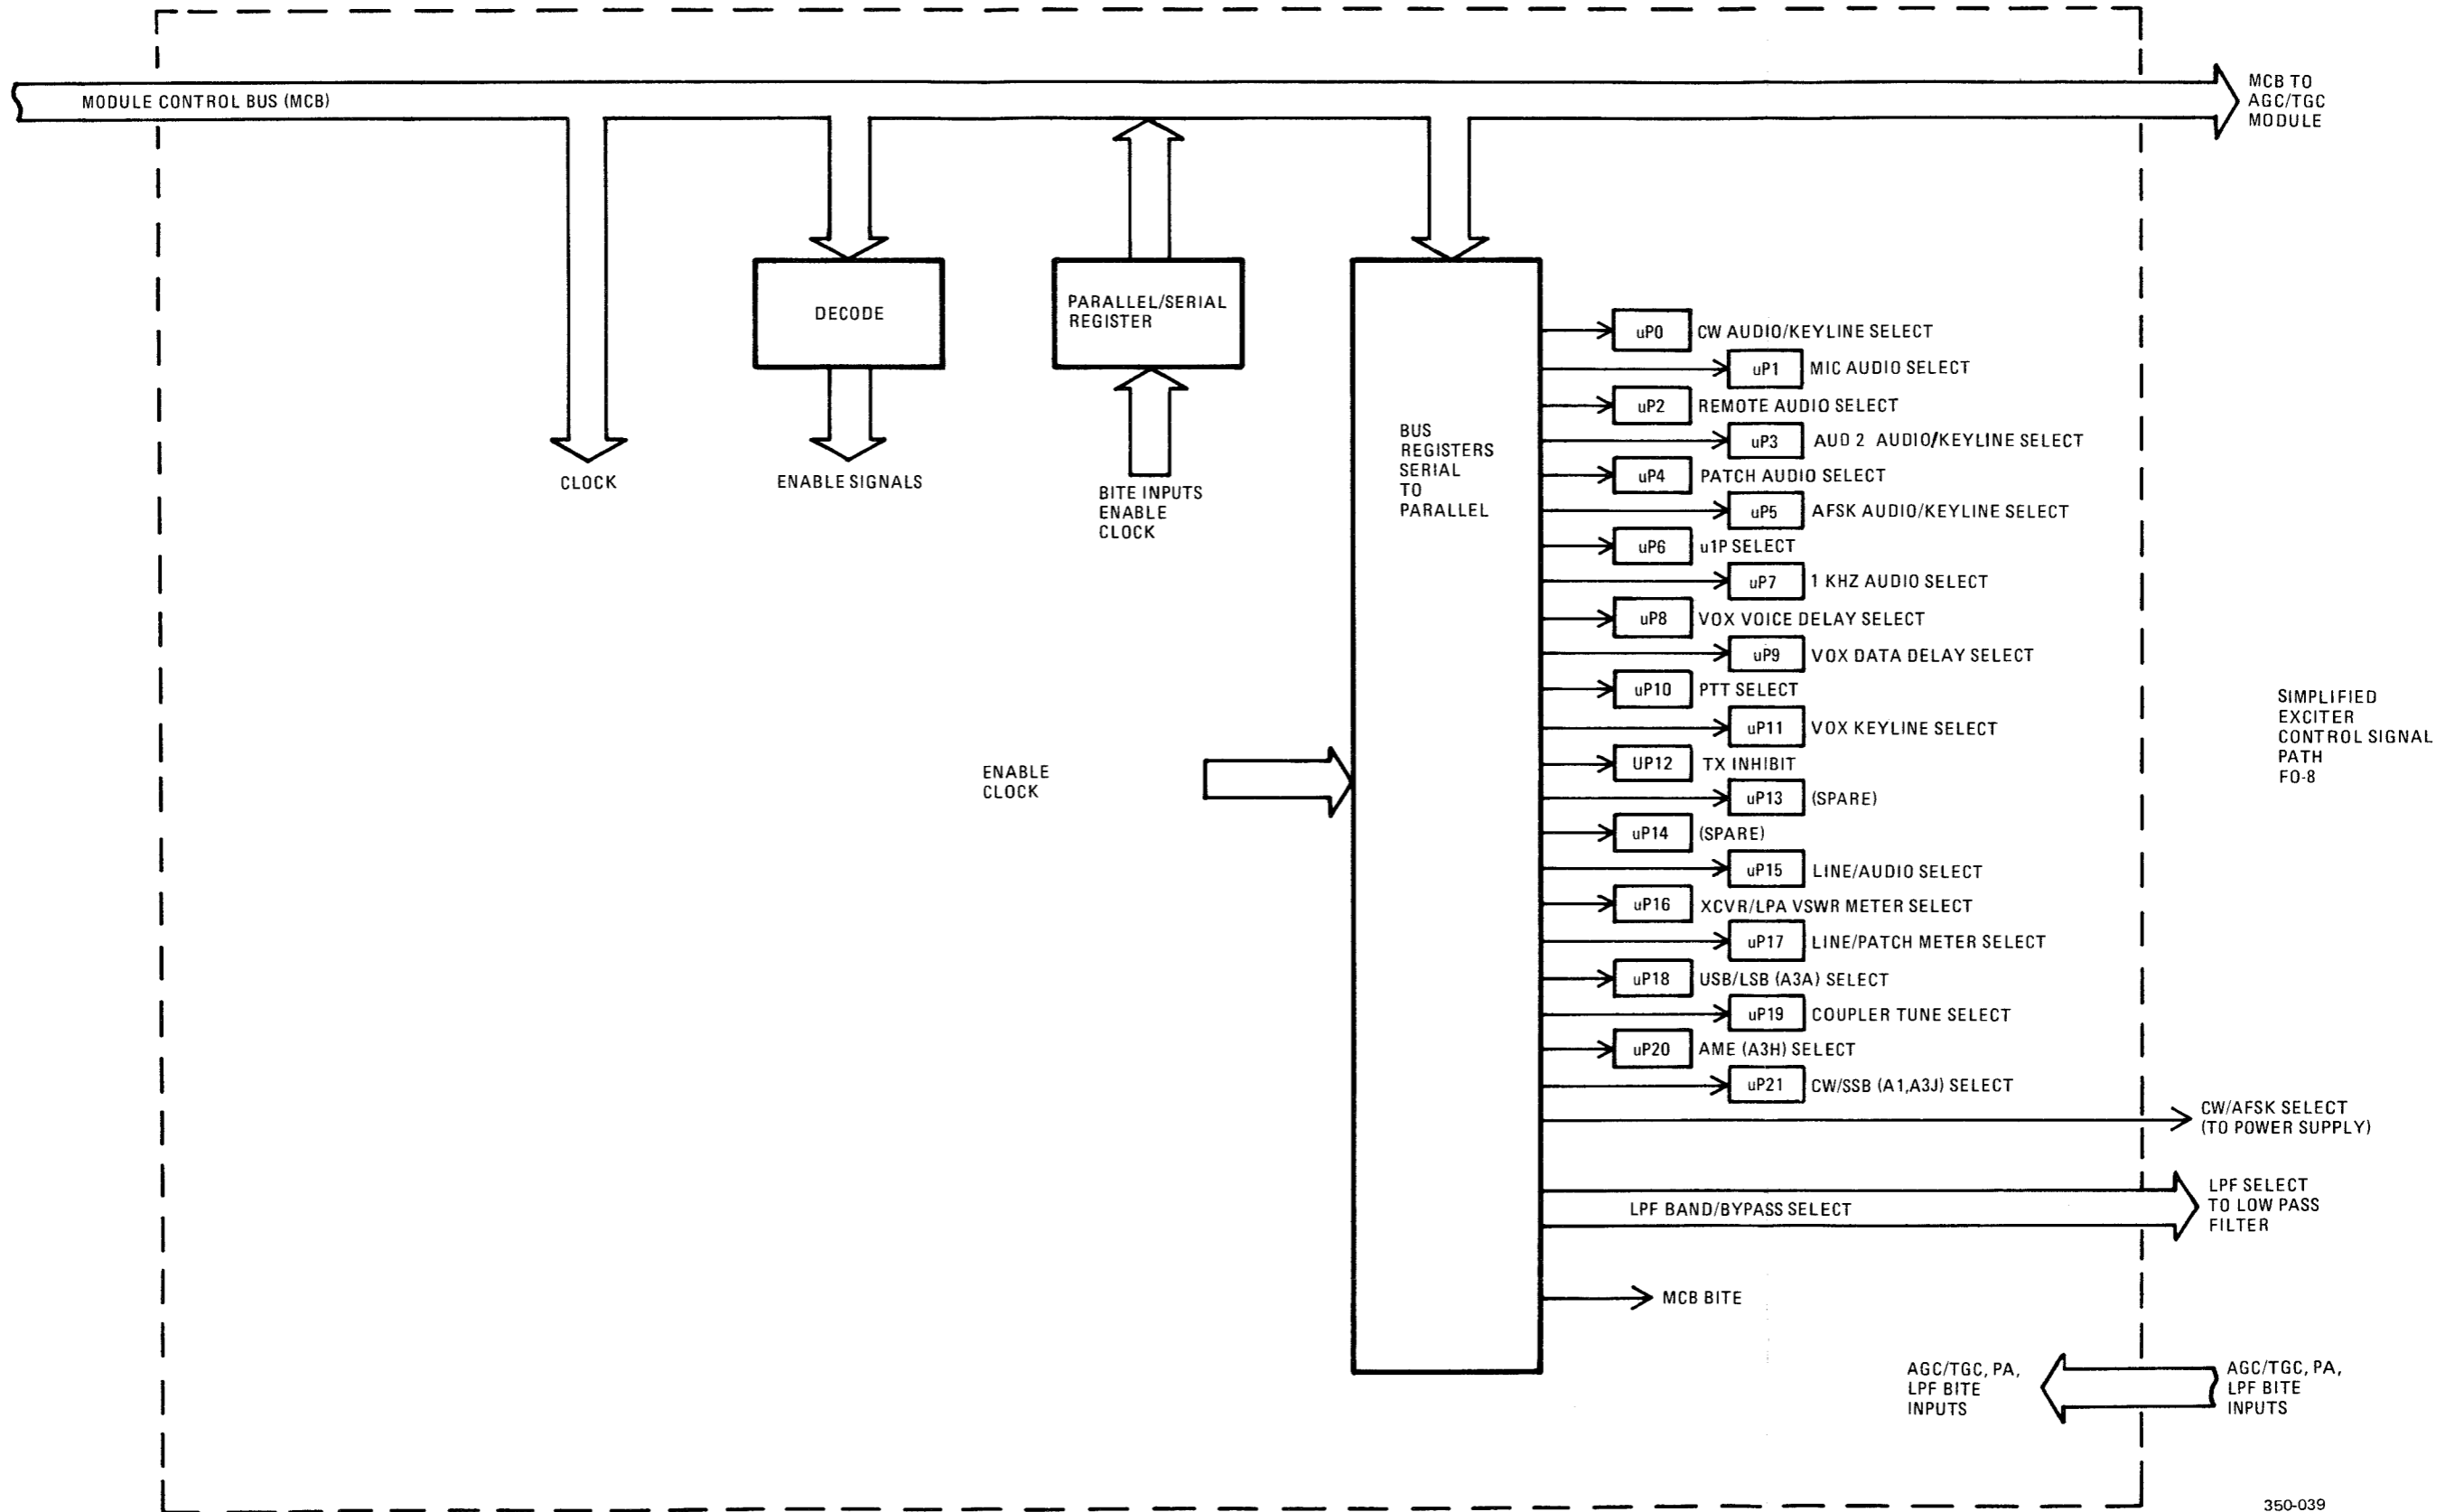 MODULE CONTROL BUS (MCB)
MCB TO
AGC/TGC
MODULE
DECODE
PARALLEL/SERIAL
REGISTER
CLOCK
ENABLE SIGNALS
BITE INPUTS
ENABLE
CLOCK
BUS
REGISTERS
SERIAL
TO
PARALLEL
uP0 CW AUDIO/KEYLINE SELECT
uP1 MIC AUDIO SELECT
uP2 REMOTE AUDIO SELECT
uP3 AUD 2 AUDIO/KEYLINE SELECT
uP4 PATCH AUDIO SELECT
uP5 AFSK AUDIO/KEYLINE SELECT
uP6 u1P SELECT
uP7 1 KHZ AUDIO SELECT
uP8 VOX VOICE DELAY SELECT
uP9 VOX DATA DELAY SELECT
uP10 PTT SELECT
uP11 VOX KEYLINE SELECT
UP12 TX INHIBIT
uP13 (SPARE)
uP14 (SPARE)
uP15 LINE/AUDIO SELECT
uP16 XCVR/LPA VSWR METER SELECT
uP17 LINE/PATCH METER SELECT
uP18 USB/LSB (A3A) SELECT
uP19 COUPLER TUNE SELECT
uP20 AME (A3H) SELECT
uP21 CW/SSB (A1,A3J) SELECT
ENABLE
CLOCK
SIMPLIFIED
EXCITER
CONTROL SIGNAL
PATH
FO-8
CW/AFSK SELECT
(TO POWER SUPPLY)
LPF BAND/BYPASS SELECT
LPF SELECT
TO LOW PASS
FILTER
MCB BITE
AGC/TGC, PA,
LPF BITE
INPUTS
AGC/TGC, PA,
LPF BITE
INPUTS
350-039